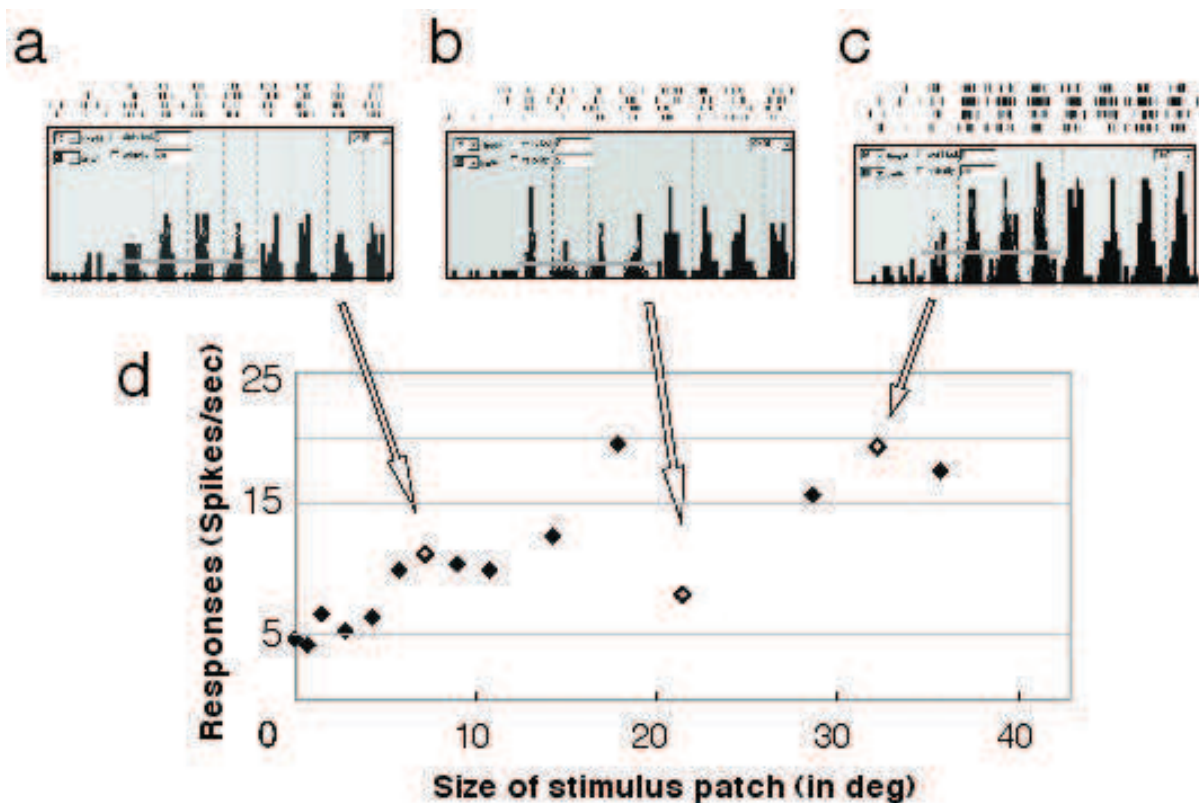 a
b
c
d
Responses (Spikes/sec)
25
15
5
0
10
20
30
40
Size of stimulus patch (in deg)